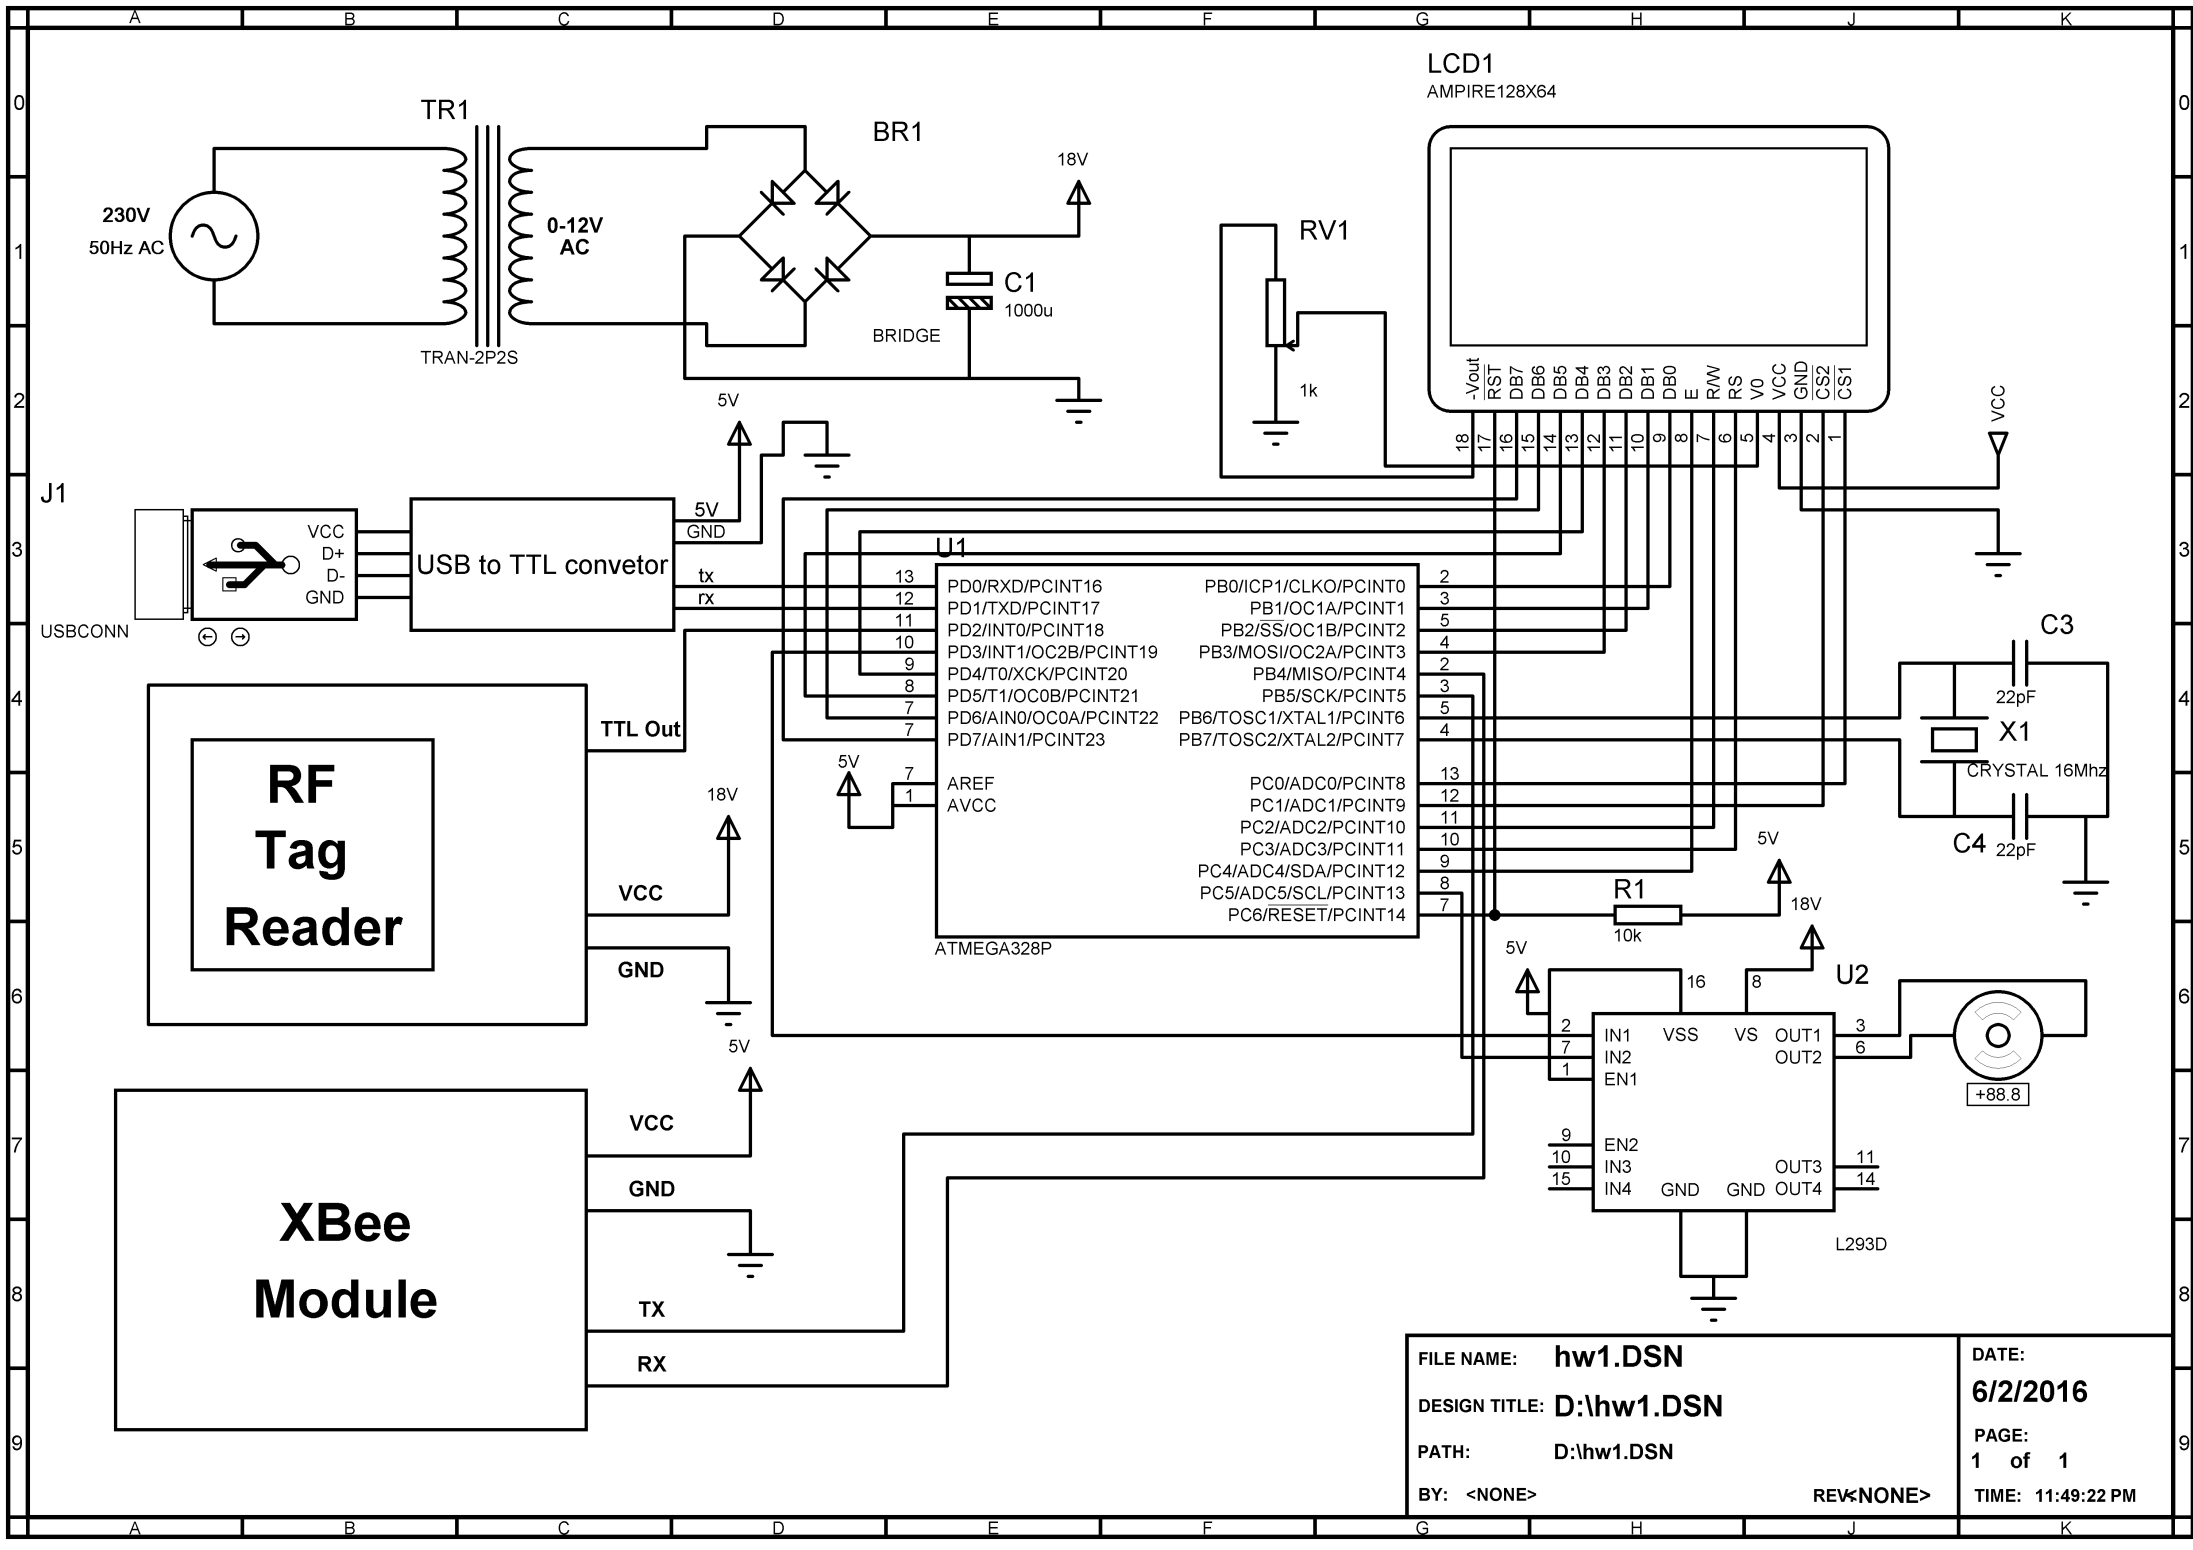 A B C D E F G H J K
0 0
1 1
2 2
3 3
4 4
5 5
6 6
7 7
8 8
9 9
A B C D E F G H J K
TR1
TRAN-2P2S
230V
50Hz AC
0-12V
AC
BR1
BRIDGE
18V
C1
1000u
RV1
1k
LCD1
AMPIRE128X64
-Vout
RST
DB7
DB6
DB5
DB4
DB3
DB2
DB1
DB0
E
R/W
RS
V0
VCC
GND
CS2
CS1
18
17
16
15
14
13
12
11
10
9
8
7
6
5
4
3
2
1
VCC
J1
USBCONN
VCC
D+
D-
GND
USB to TTL convetor
5V
5V
GND
tx
rx
U1
ATMEGA328P
13 PD0/RXD/PCINT16
12 PD1/TXD/PCINT17
11 PD2/INT0/PCINT18
10 PD3/INT1/OC2B/PCINT19
9 PD4/T0/XCK/PCINT20
8 PD5/T1/OC0B/PCINT21
7 PD6/AIN0/OC0A/PCINT22
7 PD7/AIN1/PCINT23
7 AREF
1 AVCC
5V
PB0/ICP1/CLKO/PCINT0 2
PB1/OC1A/PCINT1 3
PB2/SS/OC1B/PCINT2 5
PB3/MOSI/OC2A/PCINT3 4
PB4/MISO/PCINT4 2
PB5/SCK/PCINT5 3
PB6/TOSC1/XTAL1/PCINT6 5
PB7/TOSC2/XTAL2/PCINT7 4
PC0/ADC0/PCINT8 13
PC1/ADC1/PCINT9 12
PC2/ADC2/PCINT10 11
PC3/ADC3/PCINT11 10
PC4/ADC4/SDA/PCINT12 9
PC5/ADC5/SCL/PCINT13 8
PC6/RESET/PCINT14 7
C3
22pF
X1
CRYSTAL 16Mhz
C4
22pF
R1
10k
5V
RF
Tag
Reader
TTL Out
18V
VCC
GND
XBee
Module
5V
VCC
GND
TX
RX
5V
18V
U2
L293D
16
8
2 IN1
7 IN2
1 EN1
9 EN2
10 IN3
15 IN4
VSS
VS
OUT1 3
OUT2 6
OUT3 11
OUT4 14
GND
GND
+88.8
FILE NAME: hw1.DSN
DESIGN TITLE: D:\hw1.DSN
PATH: D:\hw1.DSN
BY: <NONE>
REV:<NONE>
DATE:
6/2/2016
PAGE:
1 of 1
TIME: 11:49:22 PM